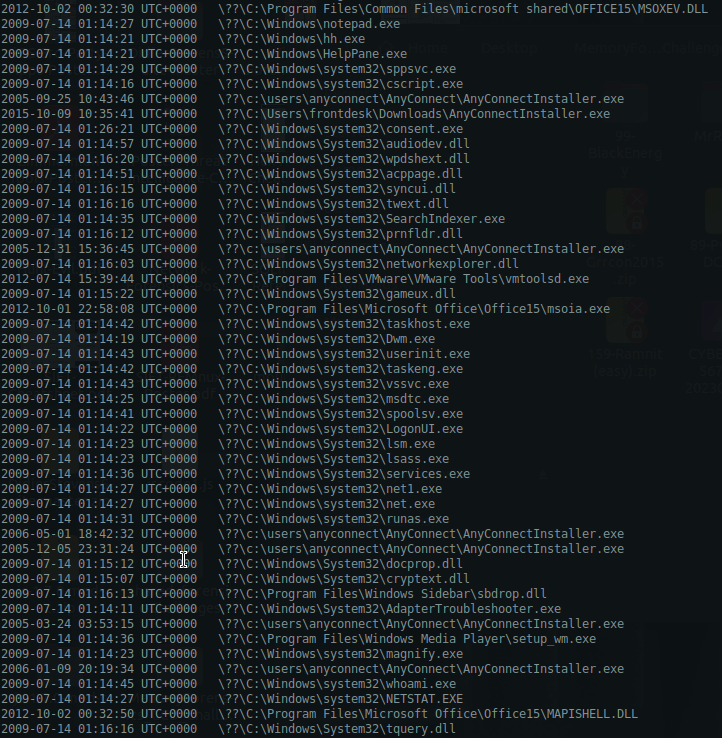 2012-10-02 00:32:30 UTC+0000   \??\C:\Program Files\Common Files\microsoft shared\OFFICE15\MSOXEV.DLL
2009-07-14 01:14:27 UTC+0000   \??\C:\Windows\notepad.exe
2009-07-14 01:14:21 UTC+0000   \??\C:\Windows\hh.exe
2009-07-14 01:14:21 UTC+0000   \??\C:\Windows\HelpPane.exe
2009-07-14 01:14:29 UTC+0000   \??\C:\Windows\system32\sppsvc.exe
2009-07-14 01:14:16 UTC+0000   \??\C:\Windows\system32\cscript.exe
2005-09-25 10:43:46 UTC+0000   \??\c:\users\anyconnect\AnyConnect\AnyConnectInstaller.exe
2015-10-09 10:35:41 UTC+0000   \??\C:\Users\frontdesk\Downloads\AnyConnectInstaller.exe
2009-07-14 01:26:21 UTC+0000   \??\C:\Windows\system32\consent.exe
2009-07-14 01:14:57 UTC+0000   \??\C:\Windows\system32\audiodev.dll
2009-07-14 01:16:20 UTC+0000   \??\C:\Windows\system32\wpdshext.dll
2009-07-14 01:14:51 UTC+0000   \??\C:\Windows\System32\acppage.dll
2009-07-14 01:16:15 UTC+0000   \??\C:\Windows\System32\syncui.dll
2009-07-14 01:16:16 UTC+0000   \??\C:\Windows\system32\twext.dll
2009-07-14 01:14:35 UTC+0000   \??\C:\Windows\system32\SearchIndexer.exe
2009-07-14 01:16:12 UTC+0000   \??\C:\Windows\System32\prnfldr.dll
2005-12-31 15:36:45 UTC+0000   \??\c:\users\anyconnect\AnyConnect\AnyConnectInstaller.exe
2009-07-14 01:16:03 UTC+0000   \??\C:\Windows\System32\networkexplorer.dll
2012-07-14 15:39:44 UTC+0000   \??\C:\Program Files\VMware\VMware Tools\vmtoolsd.exe
2009-07-14 01:15:22 UTC+0000   \??\C:\Windows\System32\gameux.dll
2012-10-01 22:58:08 UTC+0000   \??\C:\Program Files\Microsoft Office\Office15\msoia.exe
2009-07-14 01:14:42 UTC+0000   \??\C:\Windows\system32\taskhost.exe
2009-07-14 01:14:19 UTC+0000   \??\C:\Windows\System32\Dwm.exe
2009-07-14 01:14:43 UTC+0000   \??\C:\Windows\system32\userinit.exe
2009-07-14 01:14:42 UTC+0000   \??\C:\Windows\system32\taskeng.exe
2009-07-14 01:14:43 UTC+0000   \??\C:\Windows\system32\vssvc.exe
2009-07-14 01:14:25 UTC+0000   \??\C:\Windows\System32\msdtc.exe
2009-07-14 01:14:41 UTC+0000   \??\C:\Windows\System32\spoolsv.exe
2009-07-14 01:14:22 UTC+0000   \??\C:\Windows\System32\LogonUI.exe
2009-07-14 01:14:23 UTC+0000   \??\C:\Windows\System32\lsm.exe
2009-07-14 01:14:23 UTC+0000   \??\C:\Windows\System32\lsass.exe
2009-07-14 01:14:36 UTC+0000   \??\C:\Windows\System32\services.exe
2009-07-14 01:14:27 UTC+0000   \??\C:\Windows\system32\net1.exe
2009-07-14 01:14:27 UTC+0000   \??\C:\Windows\system32\net.exe
2009-07-14 01:14:31 UTC+0000   \??\C:\Windows\system32\runas.exe
2006-05-01 18:42:32 UTC+0000   \??\c:\users\anyconnect\AnyConnect\AnyConnectInstaller.exe
2005-12-05 23:31:24 UTC+0000   \??\c:\users\anyconnect\AnyConnect\AnyConnectInstaller.exe
2009-07-14 01:15:12 UTC+0000   \??\C:\Windows\System32\docprop.dll
2009-07-14 01:15:07 UTC+0000   \??\C:\Windows\System32\cryptext.dll
2009-07-14 01:16:13 UTC+0000   \??\C:\Program Files\Windows Sidebar\sbdrop.dll
2009-07-14 01:14:11 UTC+0000   \??\C:\Windows\System32\AdapterTroubleshooter.exe
2005-03-24 03:53:15 UTC+0000   \??\c:\users\anyconnect\AnyConnect\AnyConnectInstaller.exe
2009-07-14 01:14:36 UTC+0000   \??\C:\Program Files\Windows Media Player\setup_wm.exe
2009-07-14 01:14:23 UTC+0000   \??\C:\Windows\system32\magnify.exe
2006-01-09 20:19:34 UTC+0000   \??\c:\users\anyconnect\AnyConnect\AnyConnectInstaller.exe
2009-07-14 01:14:45 UTC+0000   \??\C:\Windows\system32\whoami.exe
2009-07-14 01:14:27 UTC+0000   \??\C:\Windows\system32\NETSTAT.EXE
2012-10-02 00:32:50 UTC+0000   \??\C:\Program Files\Microsoft Office\Office15\MAPISHELL.DLL
2009-07-14 01:16:16 UTC+0000   \??\C:\Windows\system32\tquery.dll